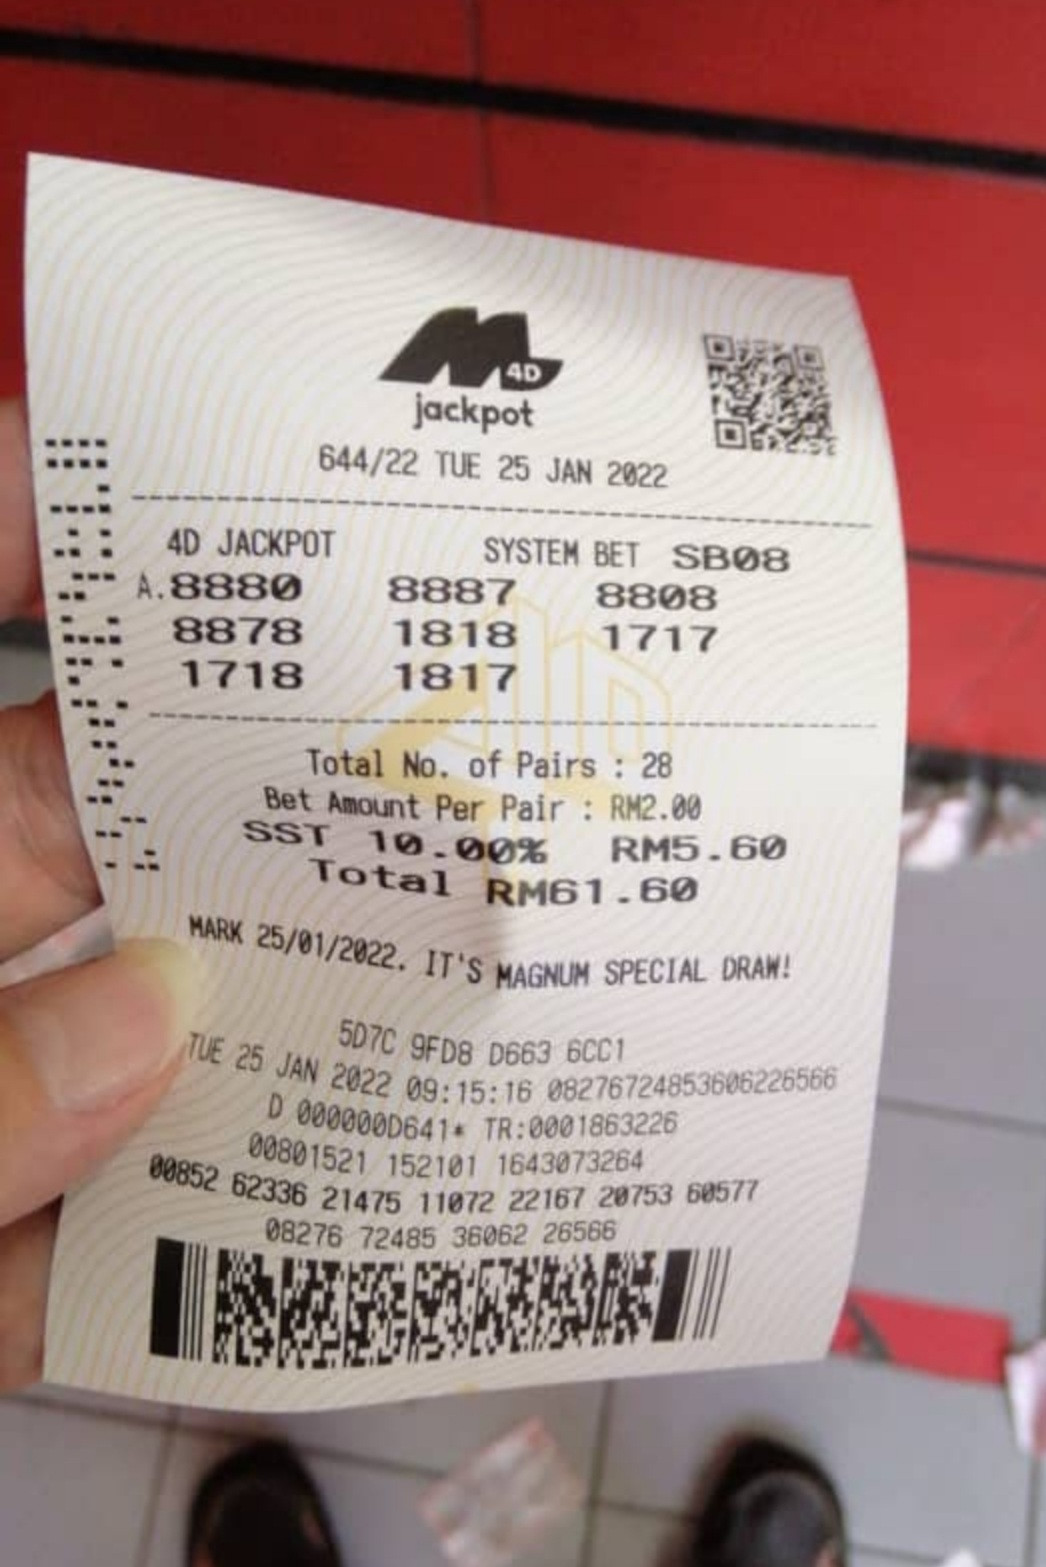 M 4D
jackpot
644/22 TUE 25 JAN 2022
4D JACKPOT SYSTEM BET SB08
A.8880 8887 8808
8878 1818 1717
1718 1817
Total No. of Pairs : 28
Bet Amount Per Pair : RM2.00
SST 10.00% RM5.60
Total RM61.60
MARK 25/01/2022. IT'S MAGNUM SPECIAL DRAW!
5D7C 9FD8 D663 6CC1
TUE 25 JAN 2022 09:15:16 08276724853606226566
D 000000D641* TR:0001863226
00801521 152101 1643073264
00852 62336 21475 11072 22167 20753 60577
08276 72485 36062 26566